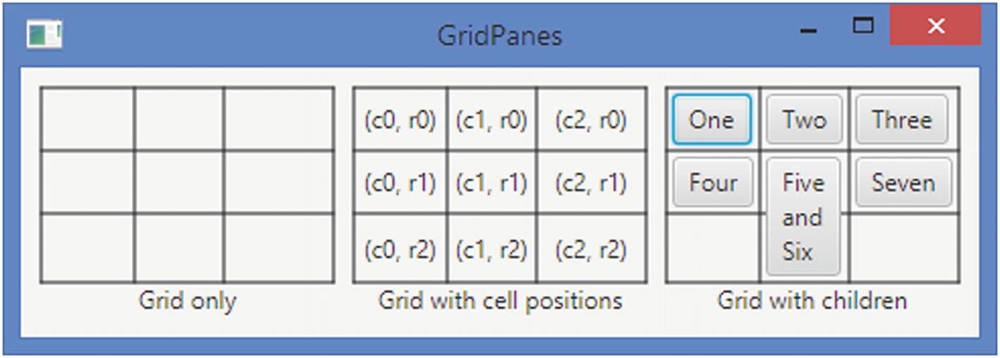 GridPanes
(c0, r0) (c1, r0) (c2, r0)
(c0, r1) (c1, r1) (c2, r1)
(c0, r2) (c1, r2) (c2, r2)
One Two Three
Four Five Seven
and
Six
Grid only
Grid with cell positions
Grid with children